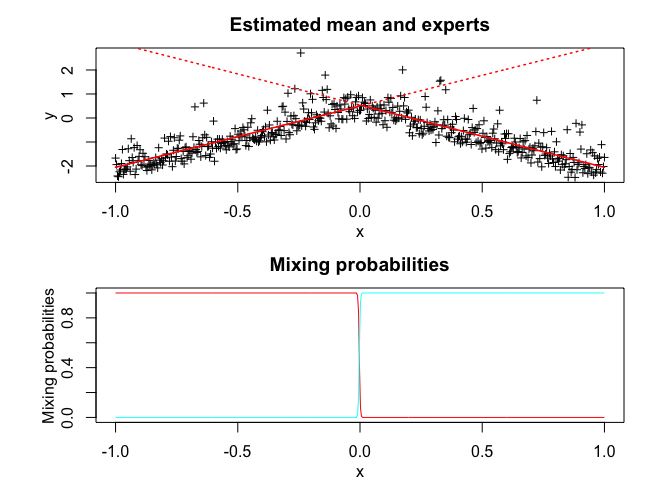 Estimated mean and experts
y
2
1
0
-2
-1.0 -0.5 0.0 0.5 1.0
x
Mixing probabilities
Mixing probabilities
0.8
0.4
0.0
-1.0 -0.5 0.0 0.5 1.0
x